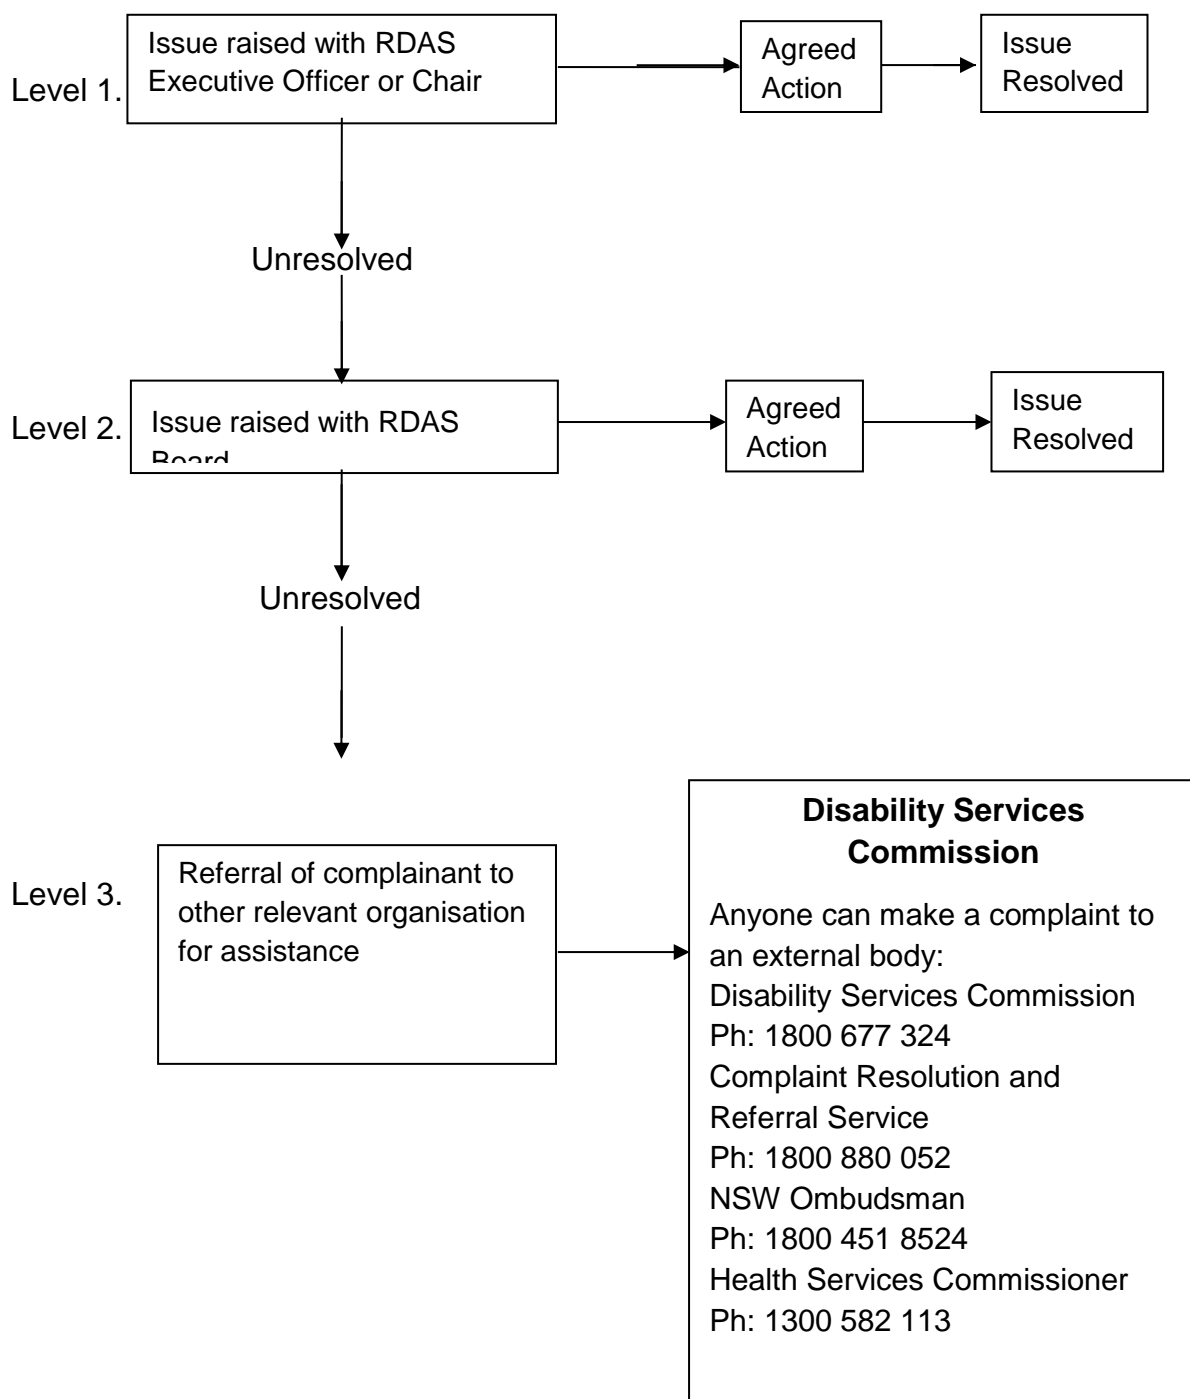 Level 1.
Issue raised with RDAS
Executive Officer or Chair
Agreed
Action
Issue
Resolved
Unresolved
Level 2.
Issue raised with RDAS
Board
Agreed
Action
Issue
Resolved
Unresolved
Level 3.
Referral of complainant to
other relevant organisation
for assistance
Disability Services
Commission
Anyone can make a complaint to
an external body:
Disability Services Commission
Ph: 1800 677 324
Complaint Resolution and
Referral Service
Ph: 1800 880 052
NSW Ombudsman
Ph: 1800 451 8524
Health Services Commissioner
Ph: 1300 582 113